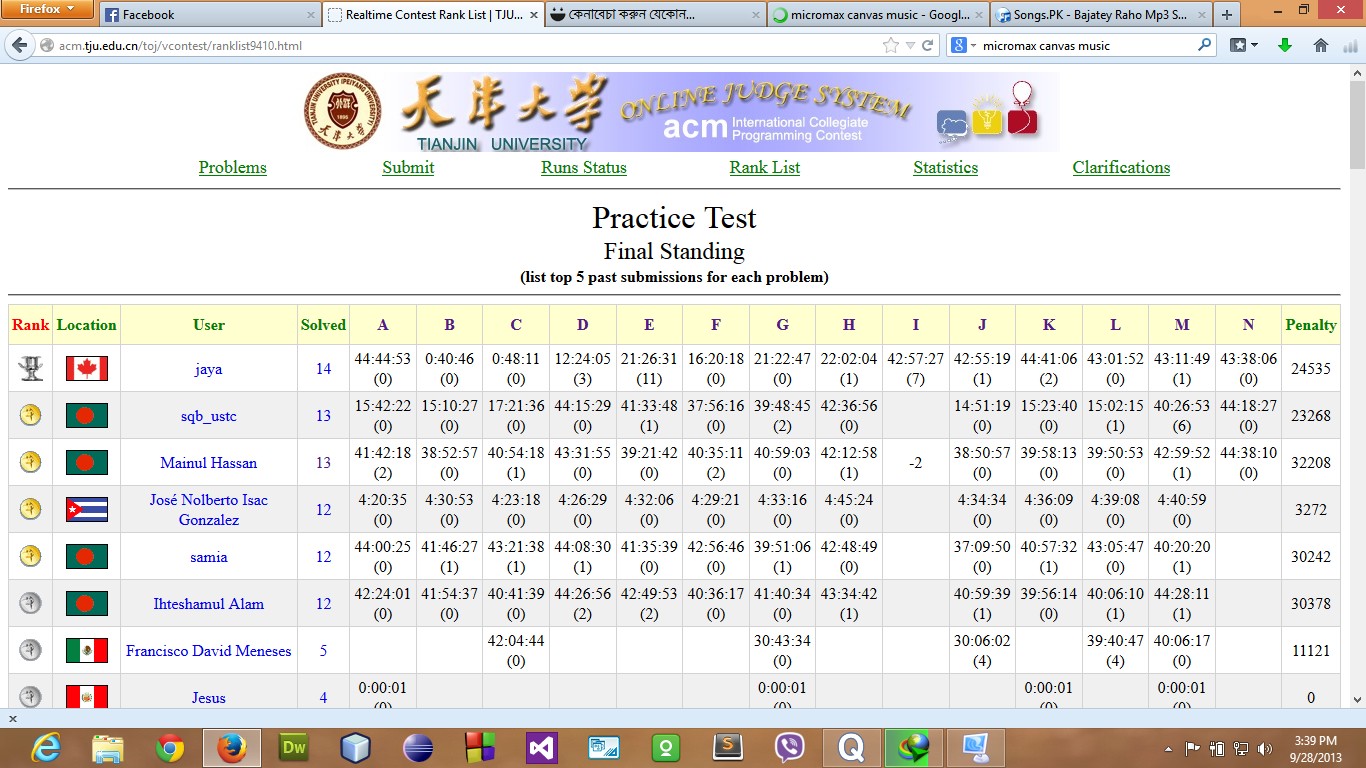 Firefox
Facebook
Realtime Contest Rank List | TJU...
কেনাবেচা করুন যেকোন...
micromax canvas music - Googl...
Songs.PK - Bajatey Raho Mp3 S...
acm.tju.edu.cn/toj/vcontest/ranklist9410.html
micromax canvas music
天津大学
TIANJIN UNIVERSITY
ONLINE JUDGE SYSTEM
acm International Collegiate
Programming Contest
Problems Submit Runs Status Rank List Statistics Clarifications
Practice Test
Final Standing
(list top 5 past submissions for each problem)
Rank Location User Solved A B C D E F G H I J K L M N Penalty
jaya 14 44:44:53 0:40:46 0:48:11 12:24:05 21:26:31 16:20:18 21:22:47 22:02:04 42:57:27 42:55:19 44:41:06 43:01:52 43:11:49 43:38:06 24535
(0) (0) (0) (3) (11) (0) (0) (1) (7) (1) (2) (0) (1) (0)
sqb_ustc 13 15:42:22 15:10:27 17:21:36 44:15:29 41:33:48 37:56:16 39:48:45 42:36:56 14:51:19 15:23:40 15:02:15 40:26:53 44:18:27 23268
(0) (0) (0) (0) (1) (0) (2) (0) (0) (0) (1) (6) (0)
Mainul Hassan 13 41:42:18 38:52:57 40:54:18 43:31:55 39:21:42 40:35:11 40:59:03 42:12:58 -2 38:50:57 39:58:13 39:50:53 42:59:52 44:38:10 32208
(2) (0) (1) (0) (0) (2) (0) (1) (0) (0) (0) (1) (0)
José Nolberto Isac 12 4:20:35 4:30:53 4:23:18 4:26:29 4:32:06 4:29:21 4:33:16 4:45:24 4:34:34 4:36:09 4:39:08 4:40:59 3272
Gonzalez (0) (0) (0) (0) (0) (0) (0) (0) (0) (0) (0) (0)
samia 12 44:00:25 41:46:27 43:21:38 44:08:30 41:35:39 42:56:46 39:51:06 42:48:49 37:09:50 40:57:32 43:05:47 40:20:20 30242
(0) (1) (1) (1) (0) (0) (1) (0) (0) (1) (0) (1)
Ihteshamul Alam 12 42:24:01 41:54:37 40:41:39 44:26:56 42:49:53 40:36:17 41:40:34 43:34:42 40:59:39 39:56:14 40:06:10 44:28:11 30378
(0) (0) (0) (2) (2) (0) (0) (1) (1) (0) (1) (1)
Francisco David Meneses 5 42:04:44 30:43:34 30:06:02 39:40:47 40:06:17 11121
(0) (0) (4) (4) (0)
Jesus 4 0:00:01 0:00:01 0:00:01 0:00:01 0
3:39 PM
9/28/2013